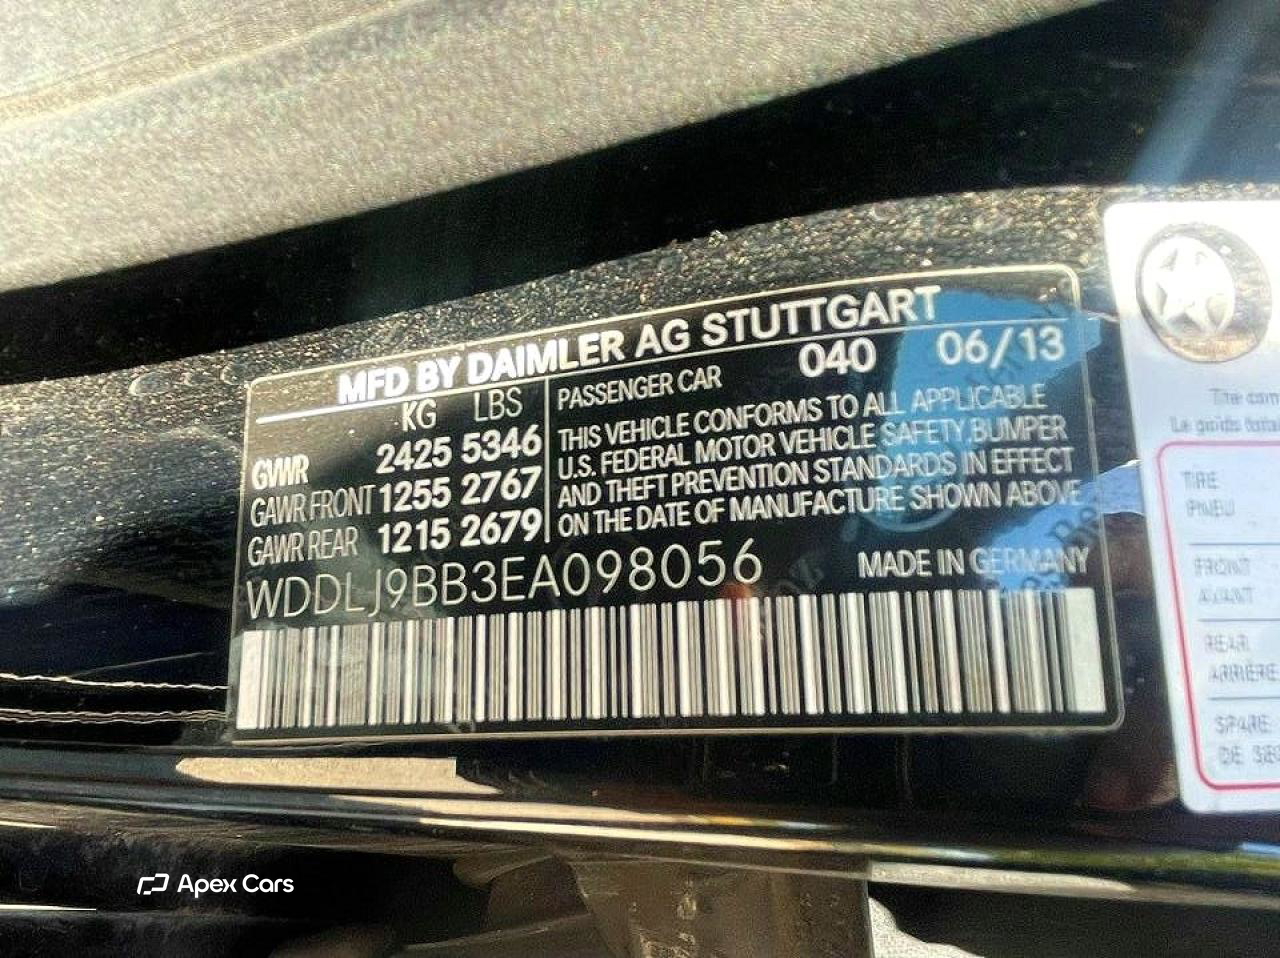 MFD BY DAIMLER AG STUTTGART
KG LBS
GVWR 2425 5346
GAWR FRONT 1255 2767
GAWR REAR 1215 2679
PASSENGER CAR 040 06/13
THIS VEHICLE CONFORMS TO ALL APPLICABLE
U.S. FEDERAL MOTOR VEHICLE SAFETY, BUMPER
AND THEFT PREVENTION STANDARDS IN EFFECT
ON THE DATE OF MANUFACTURE SHOWN ABOVE
WDDLJ9BB3EA098056 MADE IN GERMANY
TIRE
PNEU
FRONT
AVANT
REAR
ARRIÈRE
SPARE
DE
Apex Cars